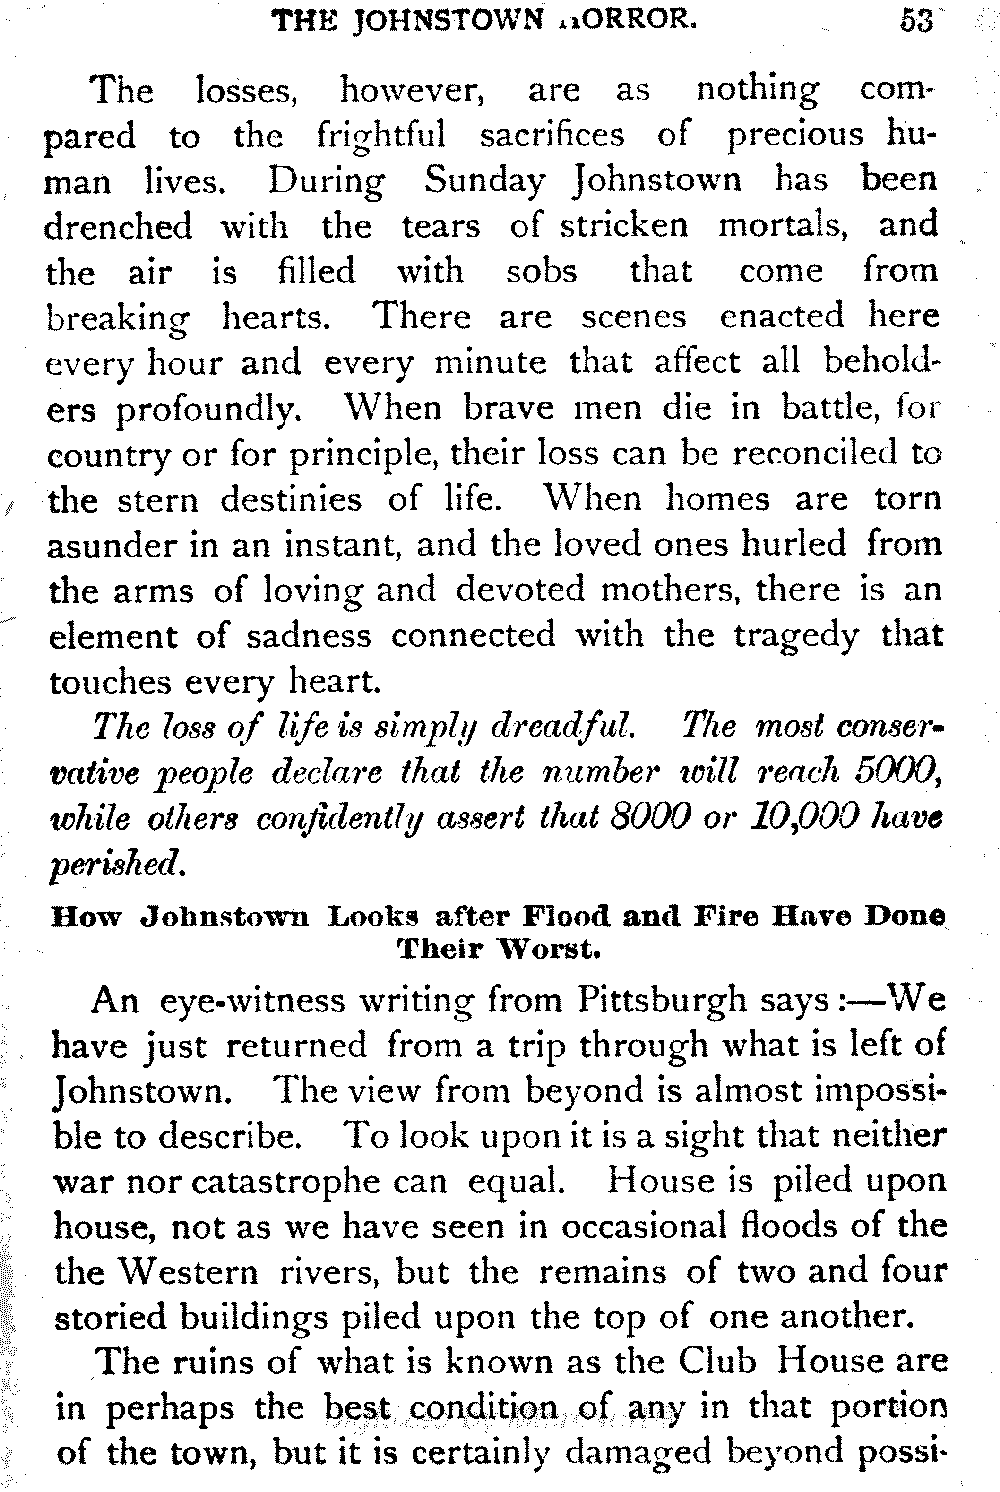 THE JOHNSTOWN HORROR. 53
The losses, however, are as nothing com-
pared to the frightful sacrifices of precious hu-
man lives. During Sunday Johnstown has been
drenched with the tears of stricken mortals, and
the air is filled with sobs that come from
breaking hearts. There are scenes enacted here
every hour and every minute that affect all behold-
ers profoundly. When brave men die in battle, for
country or for principle, their loss can be reconciled to
the stern destinies of life. When homes are torn
asunder in an instant, and the loved ones hurled from
the arms of loving and devoted mothers, there is an
element of sadness connected with the tragedy that
touches every heart.
The loss of life is simply dreadful. The most conser-
vative people declare that the number will reach 5000,
while others confidently assert that 8000 or 10,000 have
perished.
How Johnstown Looks after Flood and Fire Have Done
Their Worst.
An eye-witness writing from Pittsburgh says:—We
have just returned from a trip through what is left of
Johnstown. The view from beyond is almost impossi-
ble to describe. To look upon it is a sight that neither
war nor catastrophe can equal. House is piled upon
house, not as we have seen in occasional floods of the
the Western rivers, but the remains of two and four
storied buildings piled upon the top of one another.
The ruins of what is known as the Club House are
in perhaps the best condition of any in that portion
of the town, but it is certainly damaged beyond possi-